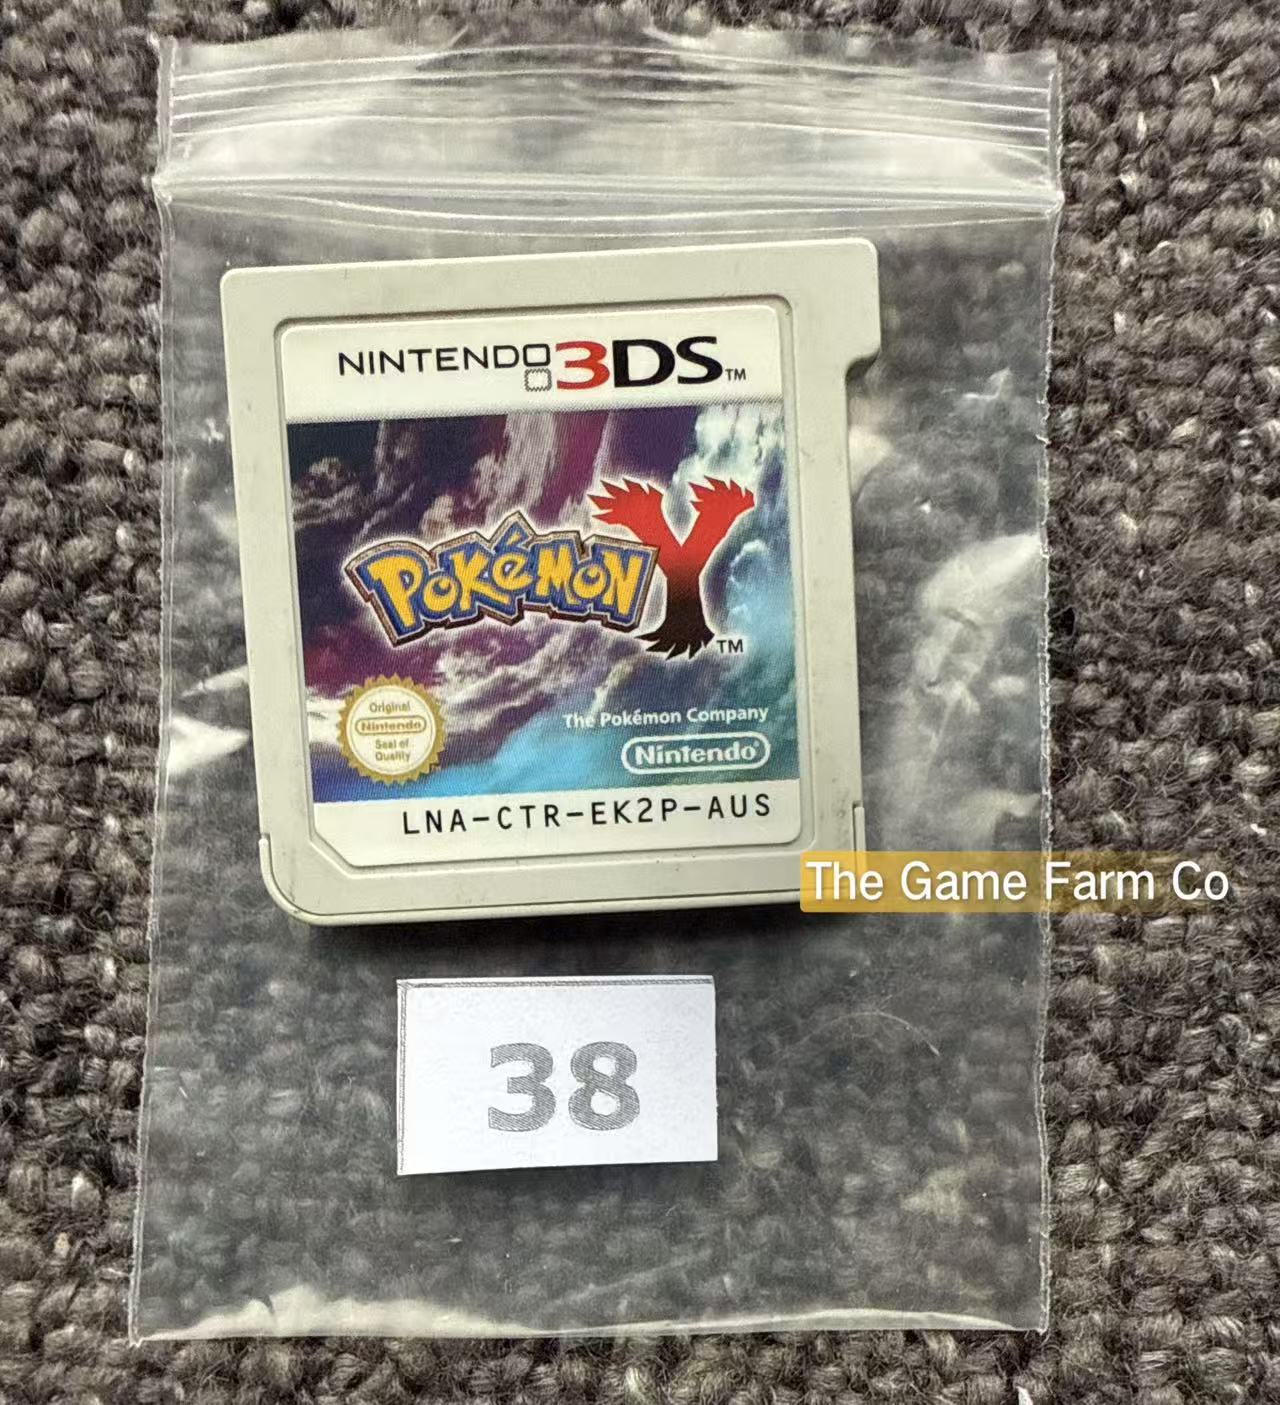 NINTENDO 3DS™
POKéMON Y
TM
Original
Nintendo
Seal of
Quality
The Pokémon Company
Nintendo®
LNA-CTR-EK2P-AUS
The Game Farm Co
38